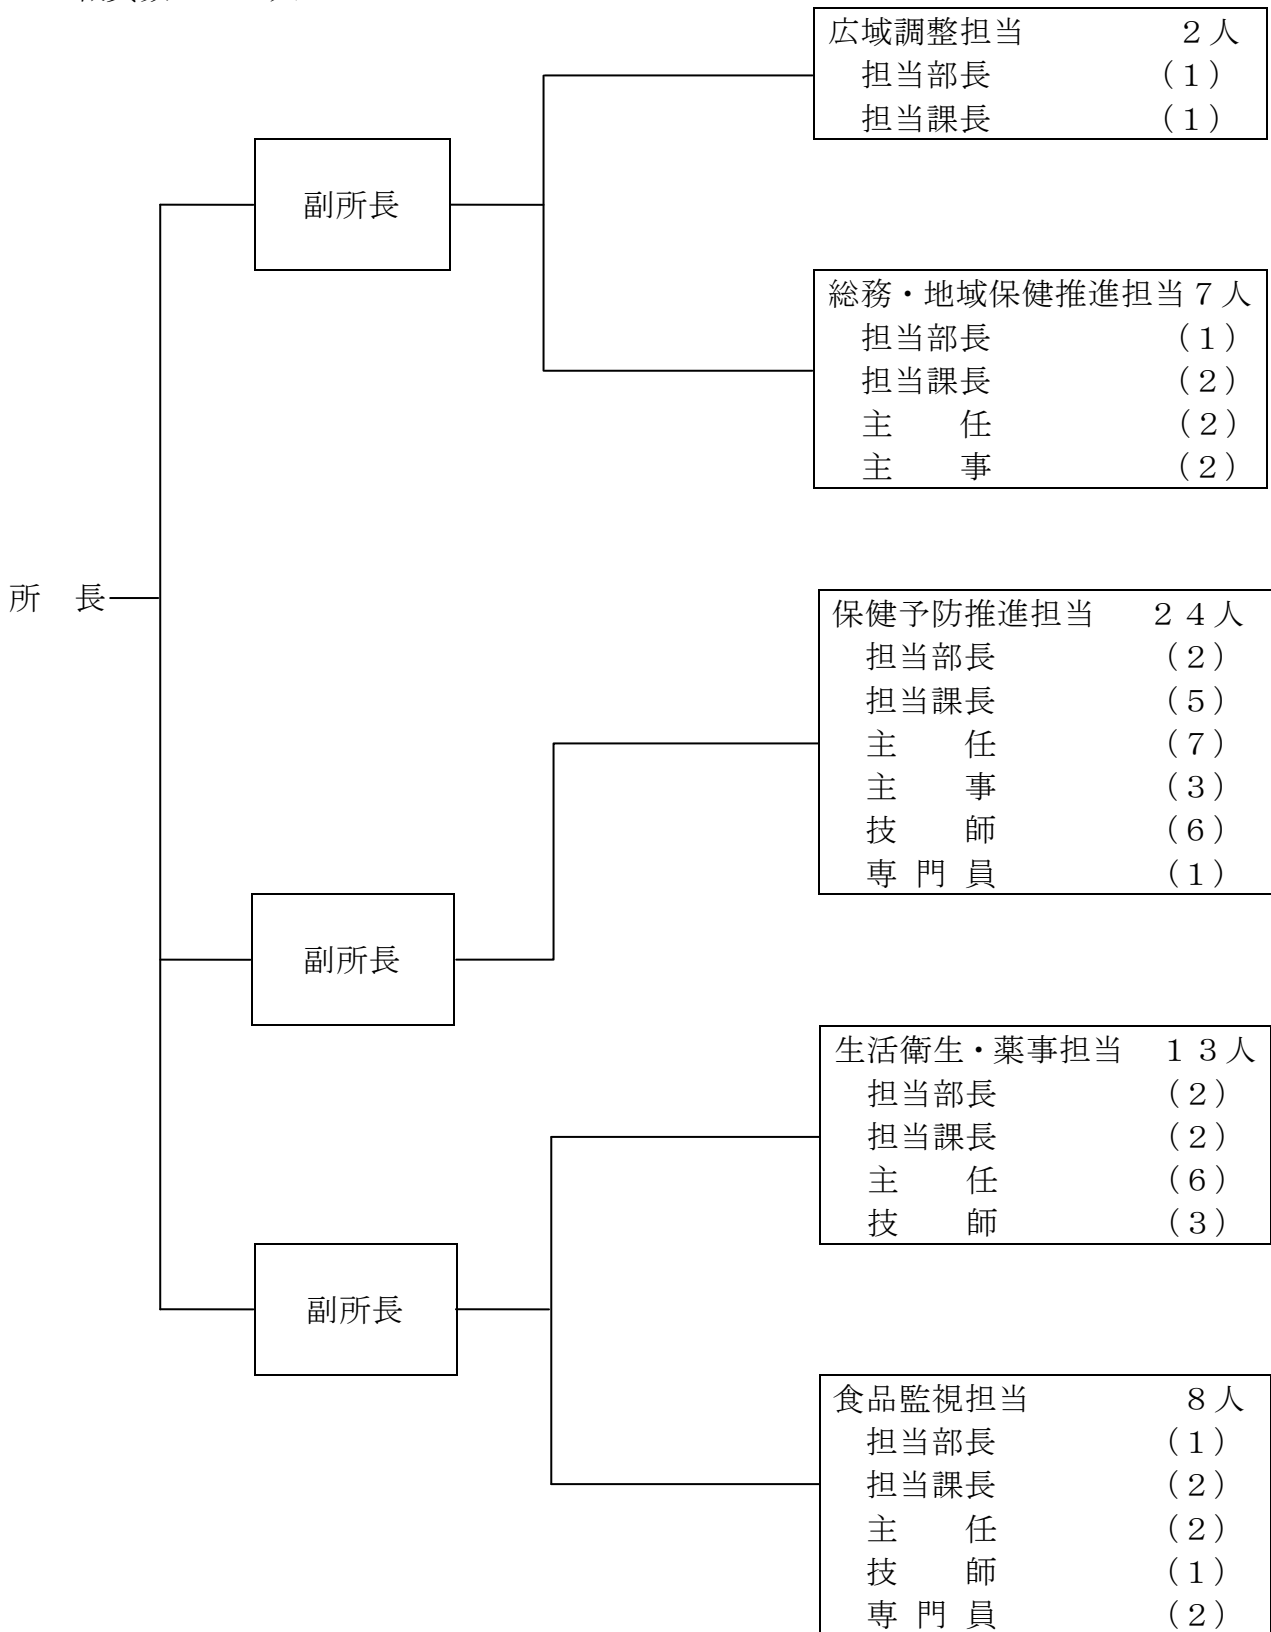 広域調整担当 2人
担当部長 (1)
担当課長 (1)
副所長
総務・地域保健推進担当7人
担当部長 (1)
担当課長 (2)
主 任 (2)
主 事 (2)
所 長
保健予防推進担当 24人
担当部長 (2)
担当課長 (5)
主 任 (7)
主 事 (3)
技 師 (6)
専 門 員 (1)
副所長
生活衛生・薬事担当 13人
担当部長 (2)
担当課長 (2)
主 任 (6)
技 師 (3)
副所長
食品監視担当 8人
担当部長 (1)
担当課長 (2)
主 任 (2)
技 師 (1)
専 門 員 (2)